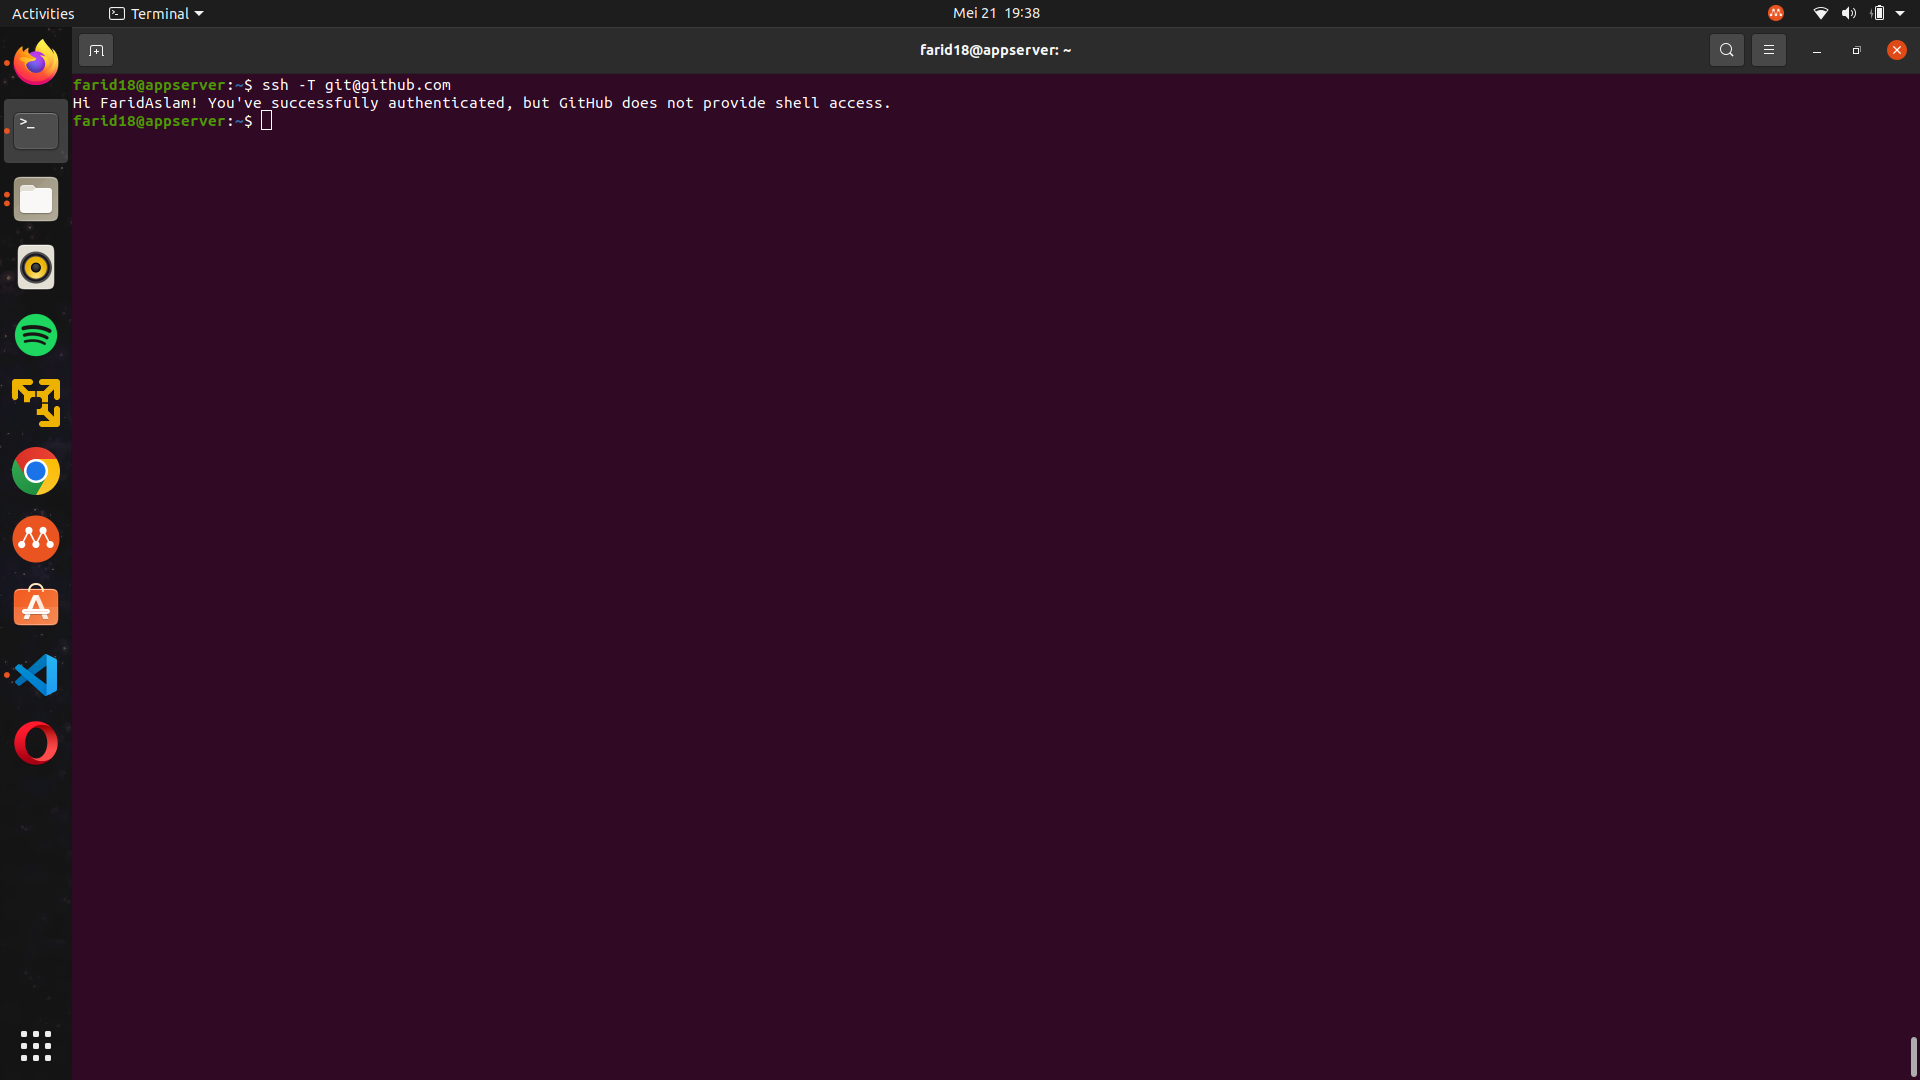 Activities
Terminal
Mei 21 19:38
farid18@appserver: ~
farid18@appserver:~$ ssh -T git@github.com
Hi FaridAslam! You've successfully authenticated, but GitHub does not provide shell access.
farid18@appserver:~$